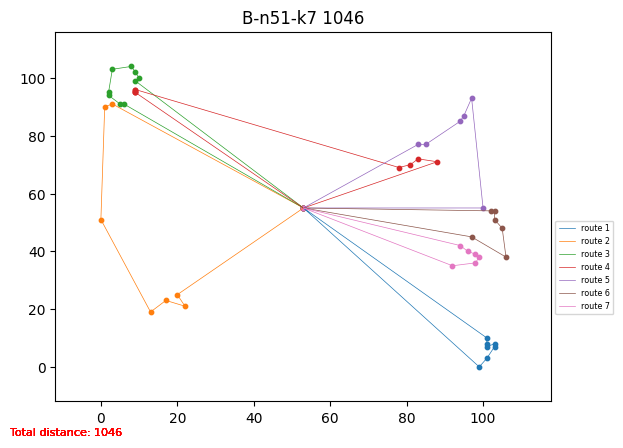 B-n51-k7 1046
100
80
60
40
20
0
0 20 40 60 80 100
route 1
route 2
route 3
route 4
route 5
route 6
route 7
Total distance: 1046